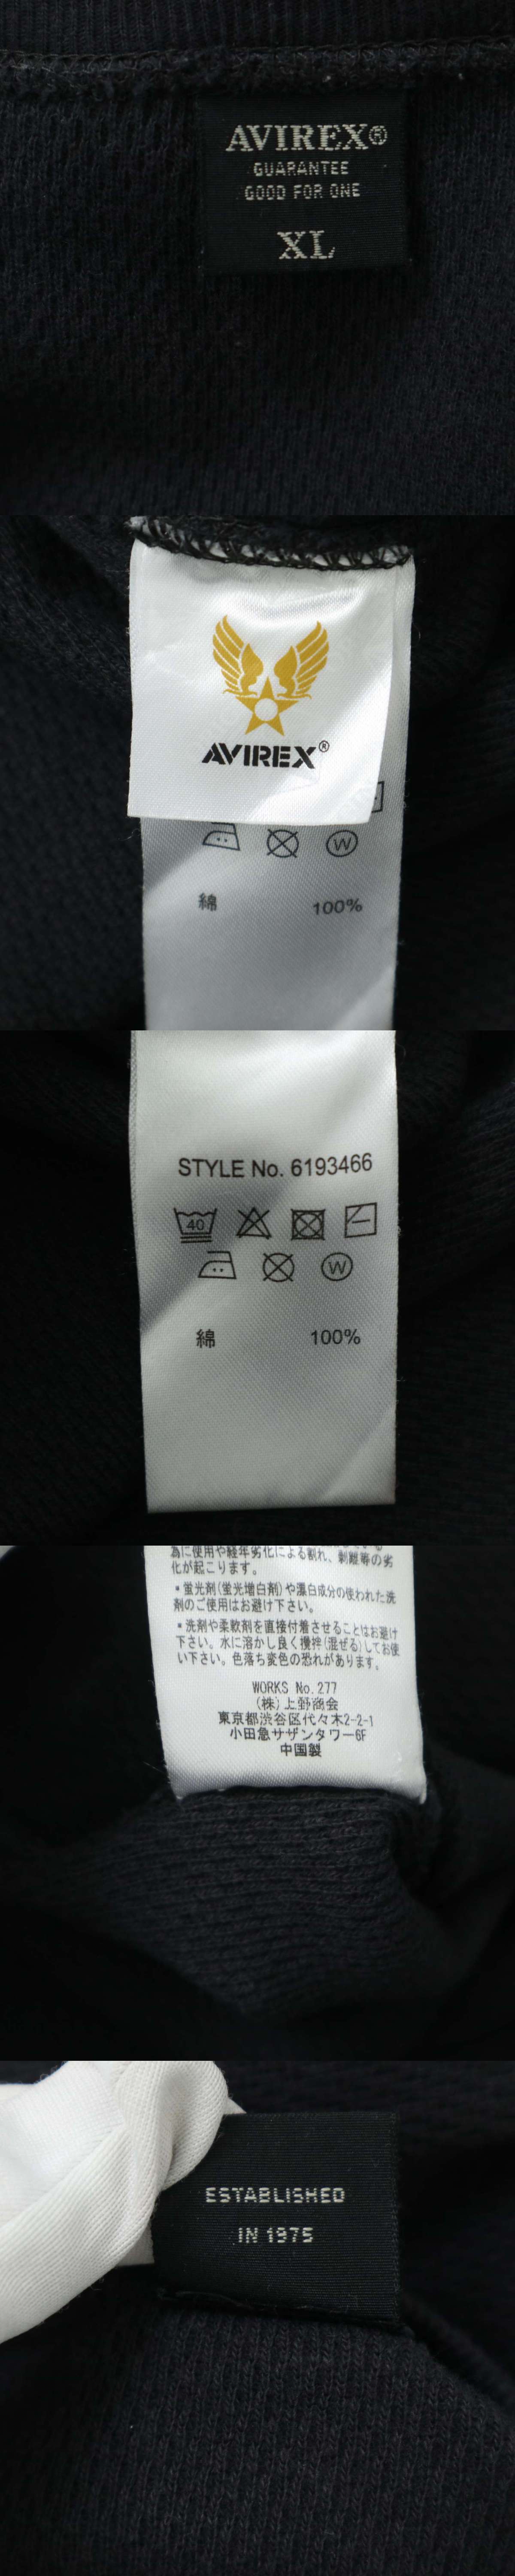 AVIREX®
GUARANTEE
GOOD FOR ONE
XL
AVIREX®
W
綿 100%
STYLE No. 6193466
40
W
綿 100%
為に使用や経年劣化による割れ、剥離等の劣
化が起こります。
*蛍光剤(蛍光増白剤)や漂白成分の使われた洗
剤のご使用はお避け下さい。
*洗剤や柔軟剤を直接付着させることはお避け
下さい。水に溶かし良く攪拌(混ぜる)してお使
い下さい。色落ち変色の恐れがあります。
WORKS No.277
(株)上野商会
東京都渋谷区代々木2-2-1
小田急サザンタワー6F
中国製
ESTABLISHED
IN 1975